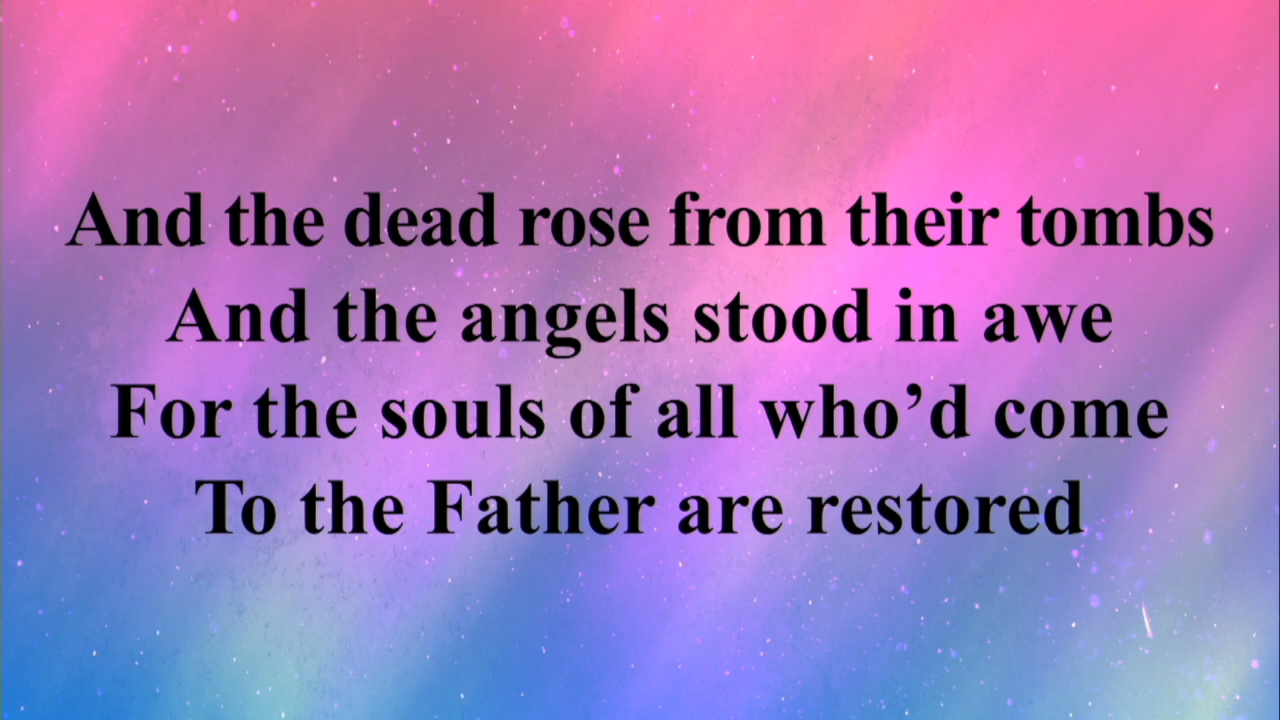 And the dead rose from their tombs
And the angels stood in awe
For the souls of all who’d come
To the Father are restored